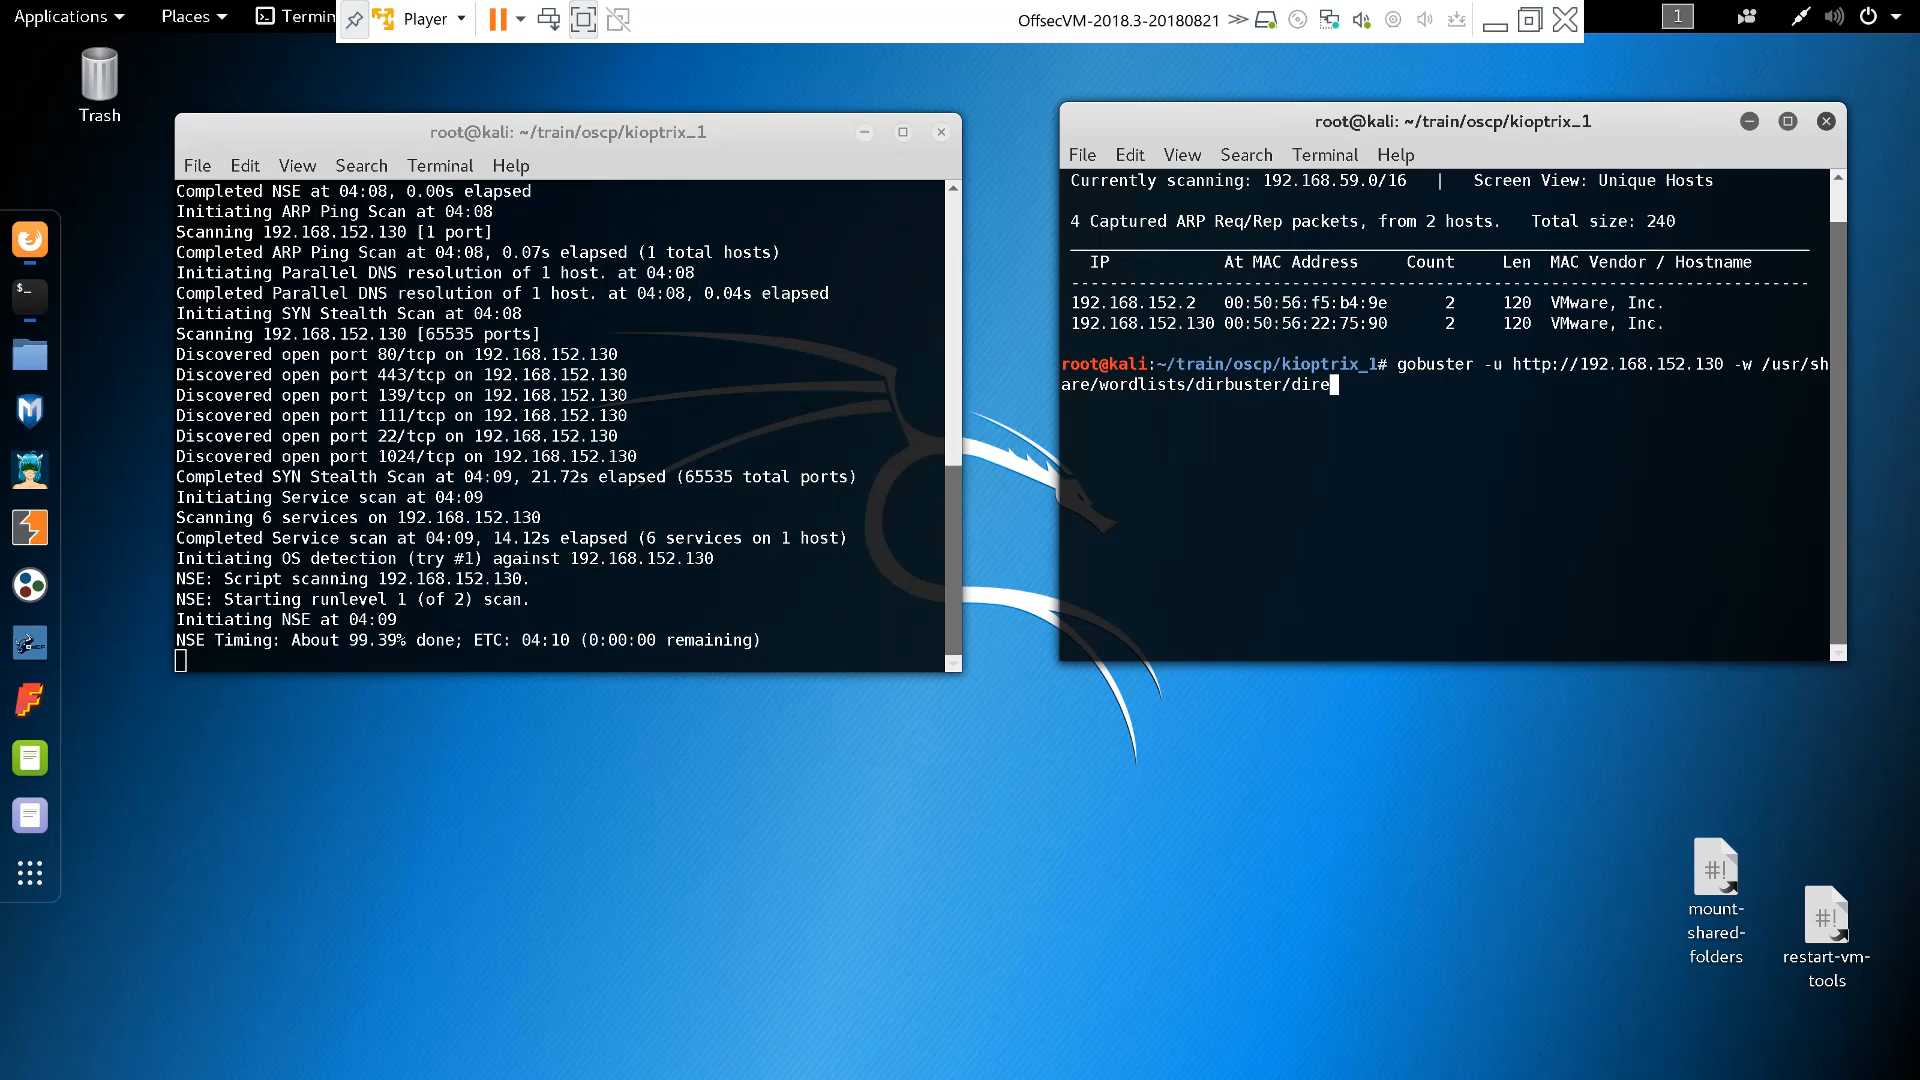 Applications
Places
Termin
Player
OffsecVM-2018.3-20180821
1
Trash
root@kali: ~/train/oscp/kioptrix_1
File Edit View Search Terminal Help
Completed NSE at 04:08, 0.00s elapsed
Initiating ARP Ping Scan at 04:08
Scanning 192.168.152.130 [1 port]
Completed ARP Ping Scan at 04:08, 0.07s elapsed (1 total hosts)
Initiating Parallel DNS resolution of 1 host. at 04:08
Completed Parallel DNS resolution of 1 host. at 04:08, 0.04s elapsed
Initiating SYN Stealth Scan at 04:08
Scanning 192.168.152.130 [65535 ports]
Discovered open port 80/tcp on 192.168.152.130
Discovered open port 443/tcp on 192.168.152.130
Discovered open port 139/tcp on 192.168.152.130
Discovered open port 111/tcp on 192.168.152.130
Discovered open port 22/tcp on 192.168.152.130
Discovered open port 1024/tcp on 192.168.152.130
Completed SYN Stealth Scan at 04:09, 21.72s elapsed (65535 total ports)
Initiating Service scan at 04:09
Scanning 6 services on 192.168.152.130
Completed Service scan at 04:09, 14.12s elapsed (6 services on 1 host)
Initiating OS detection (try #1) against 192.168.152.130
NSE: Script scanning 192.168.152.130.
NSE: Starting runlevel 1 (of 2) scan.
Initiating NSE at 04:09
NSE Timing: About 99.39% done; ETC: 04:10 (0:00:00 remaining)
root@kali: ~/train/oscp/kioptrix_1
File Edit View Search Terminal Help
Currently scanning: 192.168.59.0/16 | Screen View: Unique Hosts
4 Captured ARP Req/Rep packets, from 2 hosts. Total size: 240
IP At MAC Address Count Len MAC Vendor / Hostname
-----------------------------------------------------------------------------
192.168.152.2 00:50:56:f5:b4:9e 2 120 VMware, Inc.
192.168.152.130 00:50:56:22:75:90 2 120 VMware, Inc.
root@kali:~/train/oscp/kioptrix_1# gobuster -u http://192.168.152.130 -w /usr/sh
are/wordlists/dirbuster/dire
#!
mount-
shared-
folders
#!
restart-vm-
tools